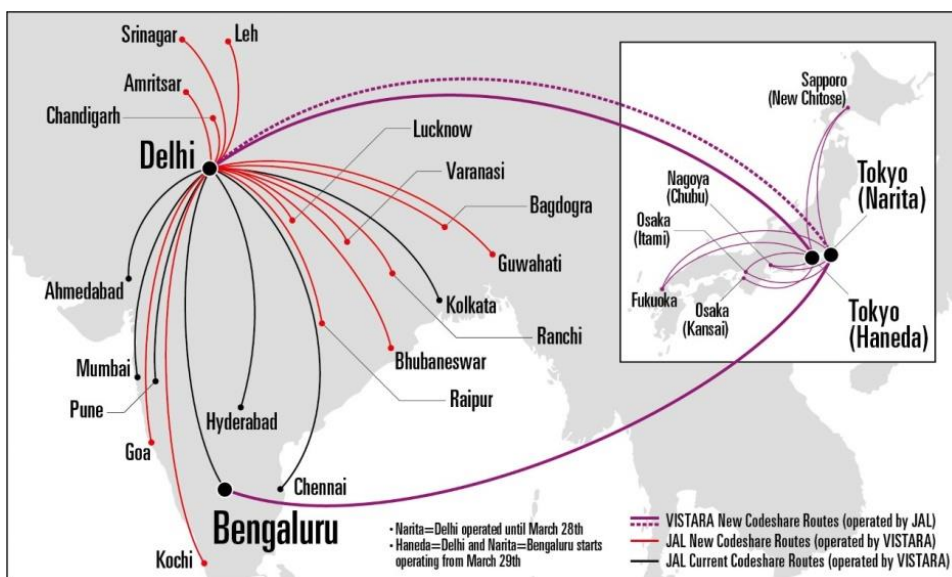 Srinagar
Leh
Amritsar
Chandigarh
Delhi
Lucknow
Varanasi
Bagdogra
Guwahati
Ahmedabad
Kolkata
Ranchi
Mumbai
Bhubaneswar
Pune
Raipur
Hyderabad
Goa
Chennai
Bengaluru
Kochi
Sapporo
(New Chitose)
Nagoya
(Chubu)
Tokyo
(Narita)
Osaka
(Itami)
Fukuoka
Osaka
(Kansai)
Tokyo
(Haneda)
• Narita=Delhi operated until March 28th
• Haneda=Delhi and Narita=Bengaluru starts
operating from March 29th
VISTARA New Codeshare Routes (operated by JAL)
JAL New Codeshare Routes (operated by VISTARA)
JAL Current Codeshare Routes (operated by VISTARA)